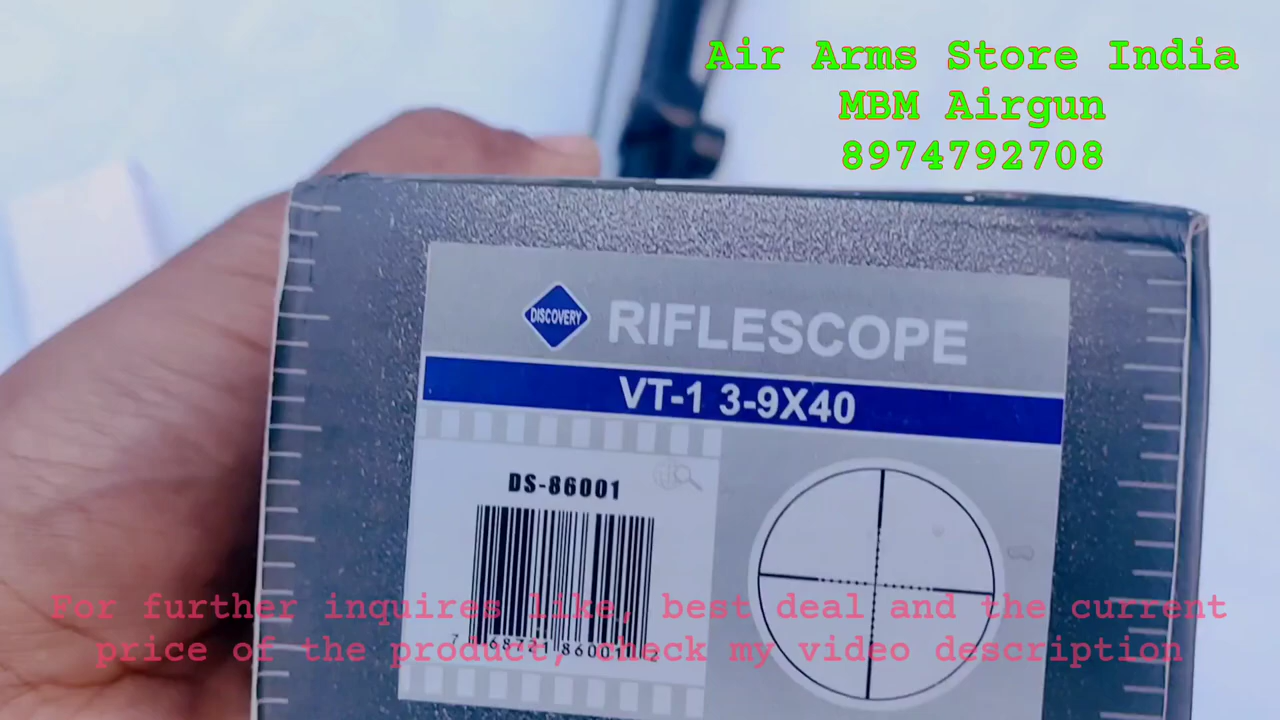 Air Arms Store India
MBM Airgun
8974792708
DISCOVERY
RIFLESCOPE
VT-1 3-9X40
DS-86001
For further inquires like, best deal and the current
price of the product, check my video description